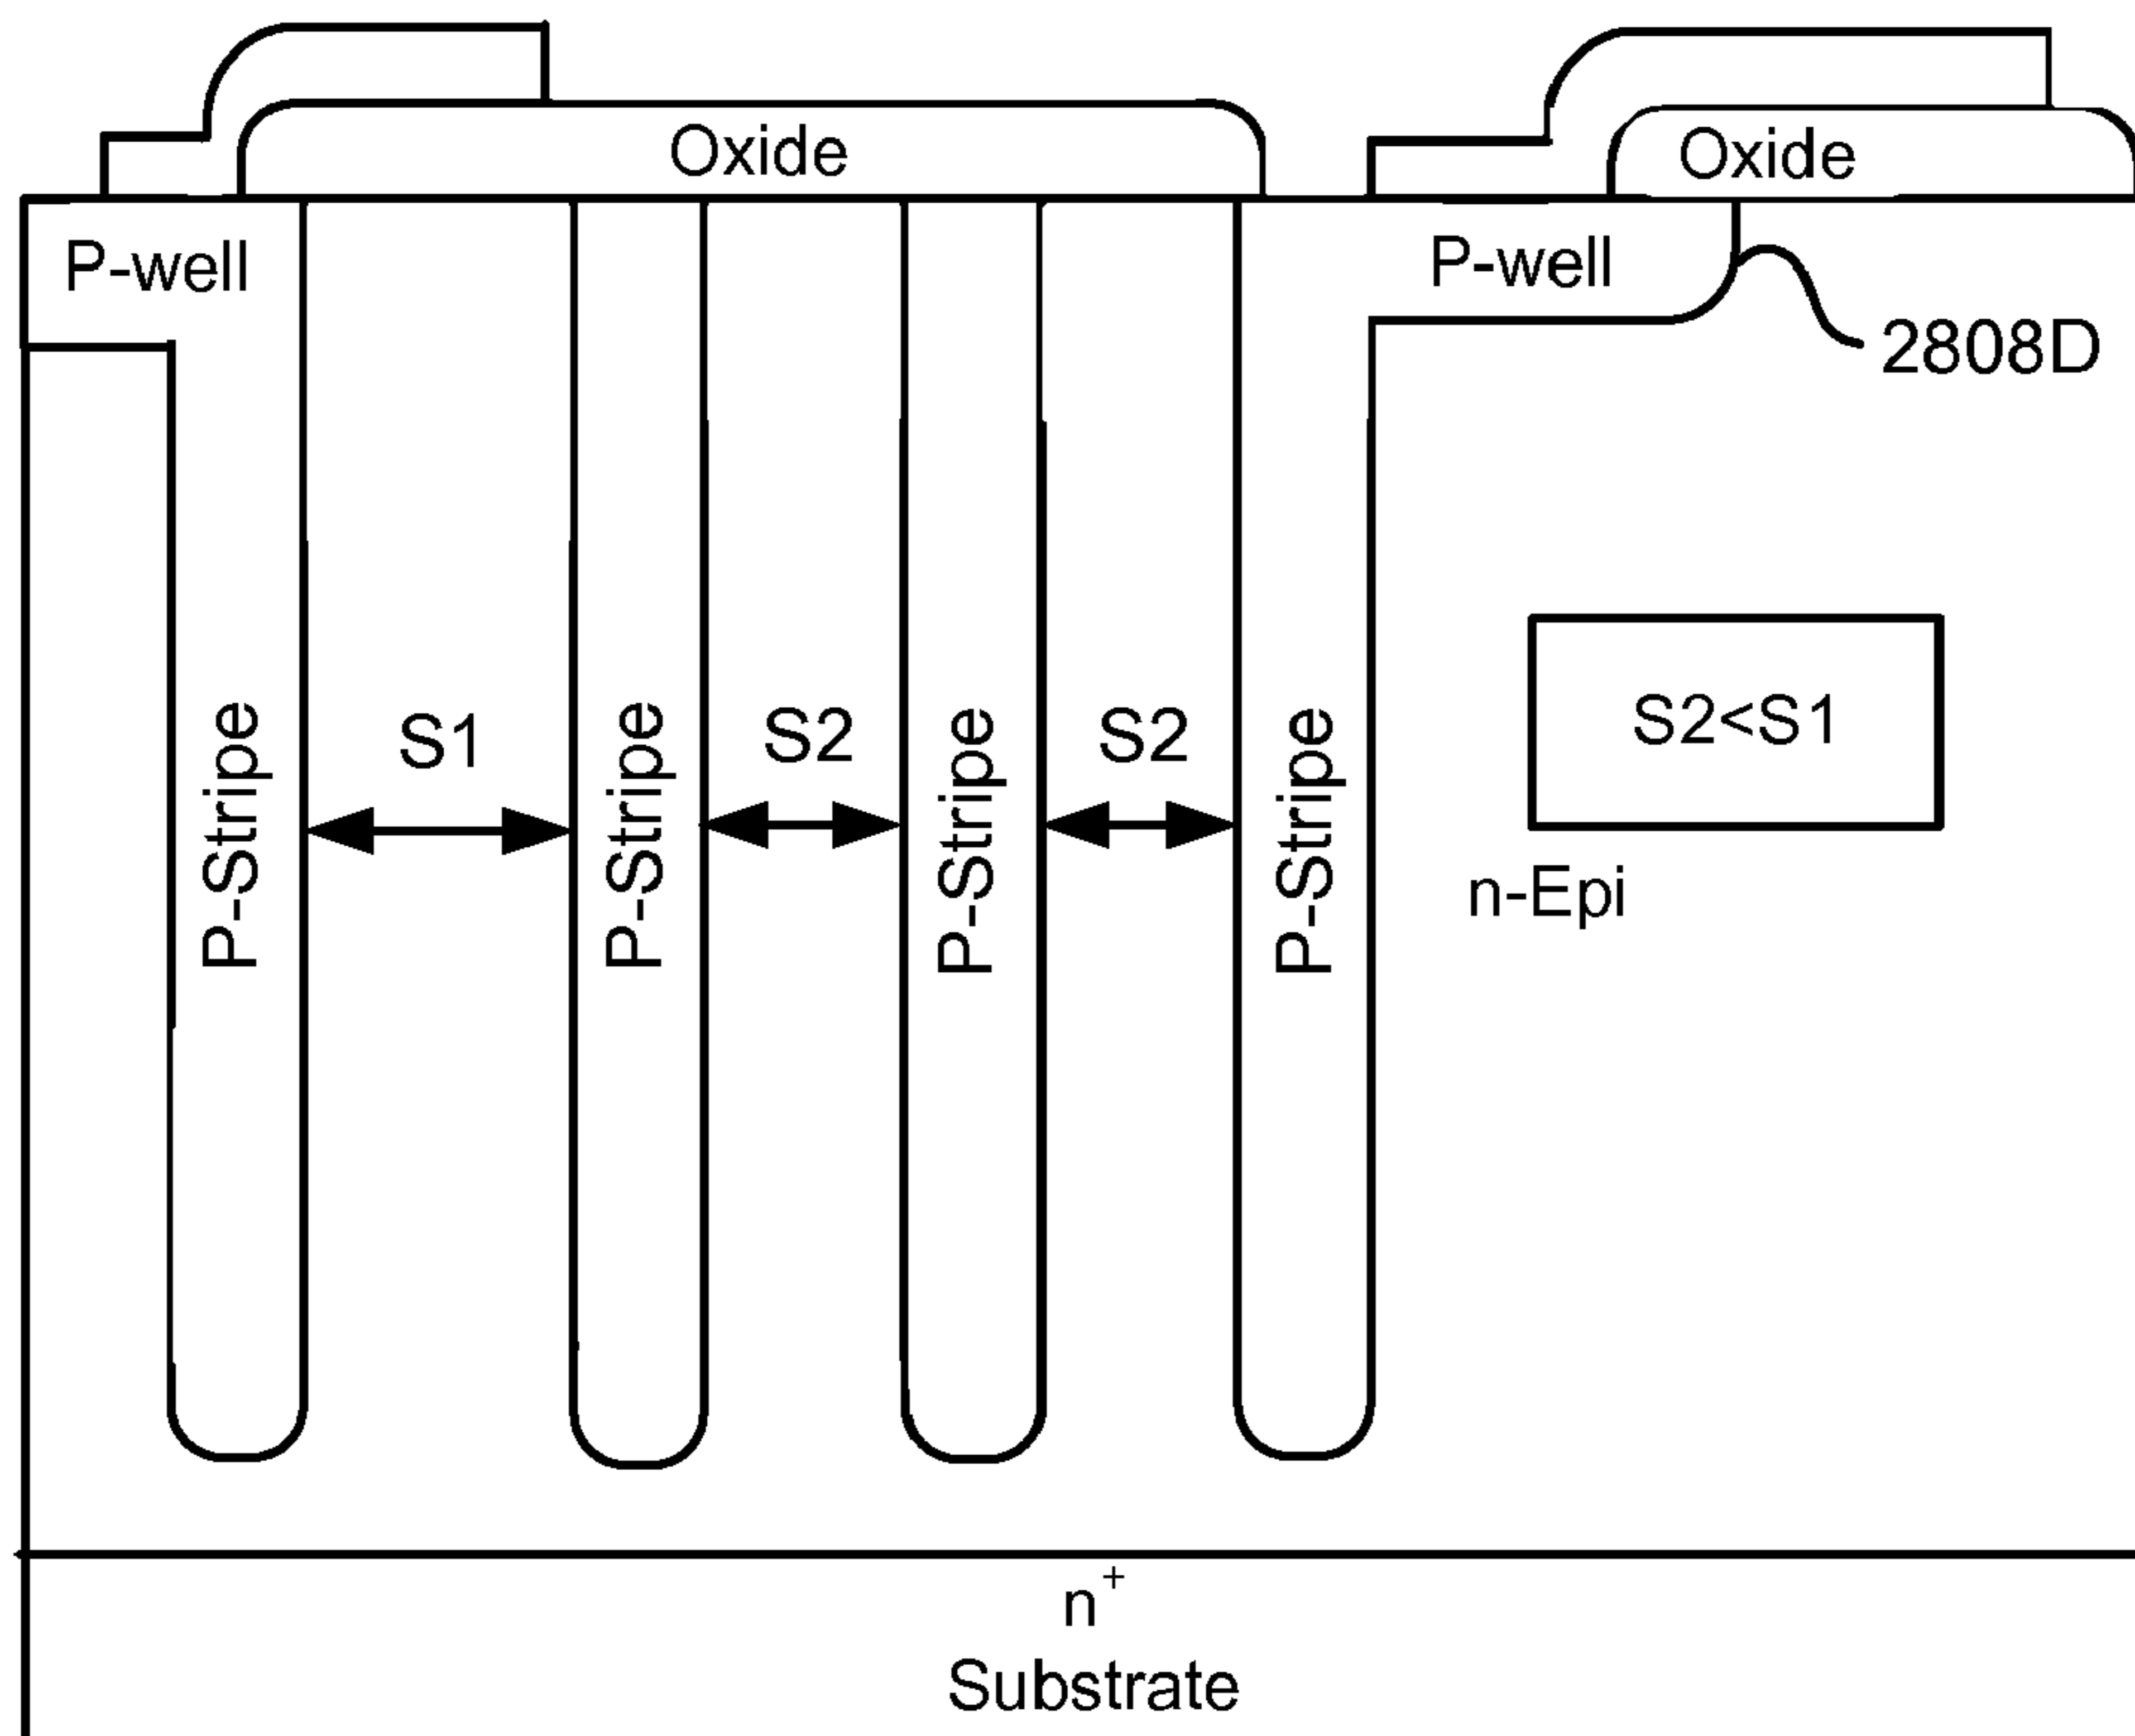 Oxide
Oxide
P-well
P-well
2808D
S1
S2
S2
S2<S1
P-Stripe
P-Stripe
P-Stripe
P-Stripe
n-Epi
n+
Substrate